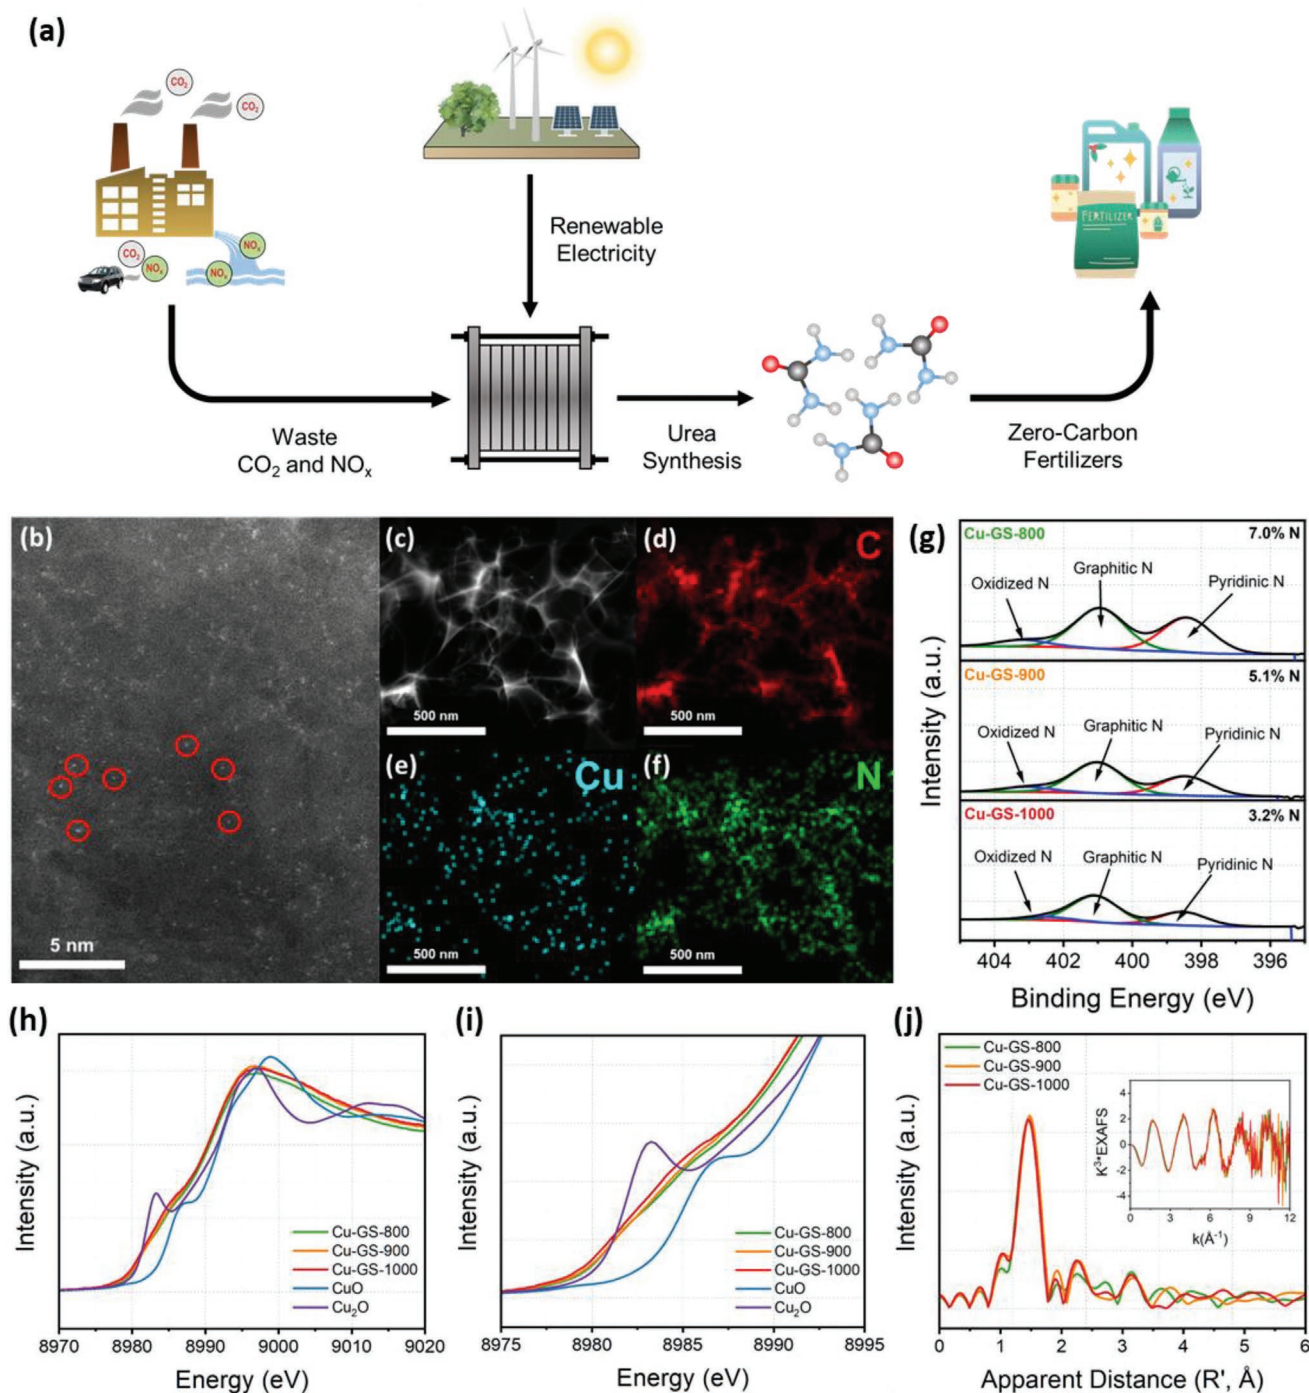 (a)
CO₂
CO₂
CO₂
NOₓ
NOₓ
NOₓ
Renewable
Electricity
FERTILIZER
Waste
CO₂ and NOₓ
Urea
Synthesis
Zero-Carbon
Fertilizers
(b)
5 nm
(c)
500 nm
(d)
C
500 nm
(e)
Cu
500 nm
(f)
N
500 nm
(g)
Cu-GS-800
7.0% N
Oxidized N
Graphitic N
Pyridinic N
Cu-GS-900
5.1% N
Oxidized N
Graphitic N
Pyridinic N
Cu-GS-1000
3.2% N
Oxidized N
Graphitic N
Pyridinic N
Intensity (a.u.)
404 402 400 398 396
Binding Energy (eV)
(h)
Intensity (a.u.)
Cu-GS-800
Cu-GS-900
Cu-GS-1000
CuO
Cu₂O
8970 8980 8990 9000 9010 9020
Energy (eV)
(i)
Intensity (a.u.)
Cu-GS-800
Cu-GS-900
Cu-GS-1000
CuO
Cu₂O
8975 8980 8985 8990 8995
Energy (eV)
(j)
Intensity (a.u.)
Cu-GS-800
Cu-GS-900
Cu-GS-1000
K³*EXAFS
4
2
0
-2
-4
0 3 6 9 12
k(Å⁻¹)
0 1 2 3 4 5 6
Apparent Distance (R', Å)